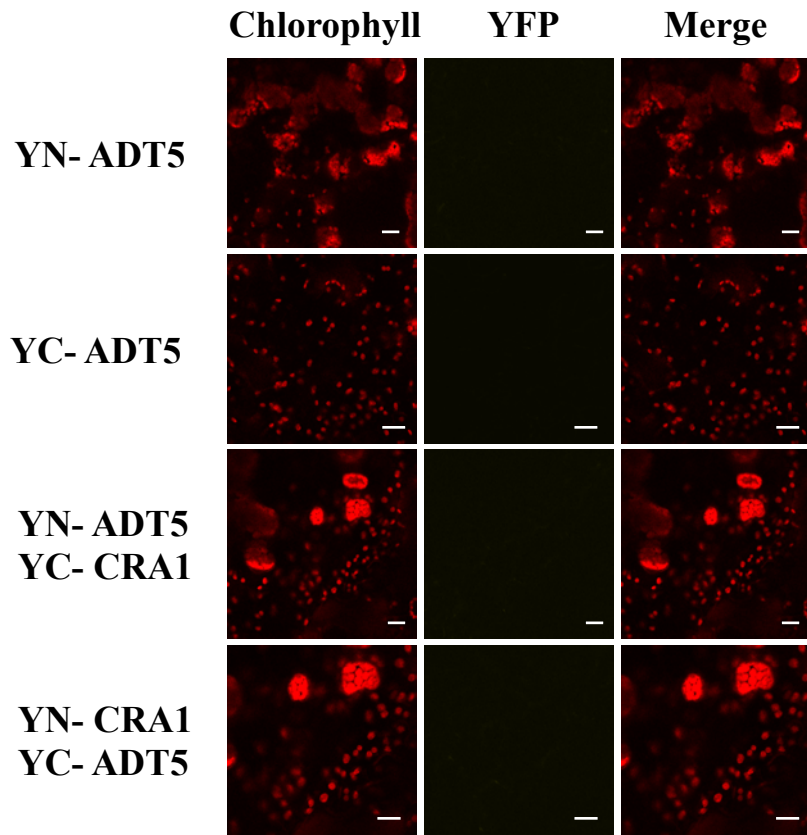 Chlorophyll YFP Merge
YN- ADT5
YC- ADT5
YN- ADT5
YC- CRA1
YN- CRA1
YC- ADT5